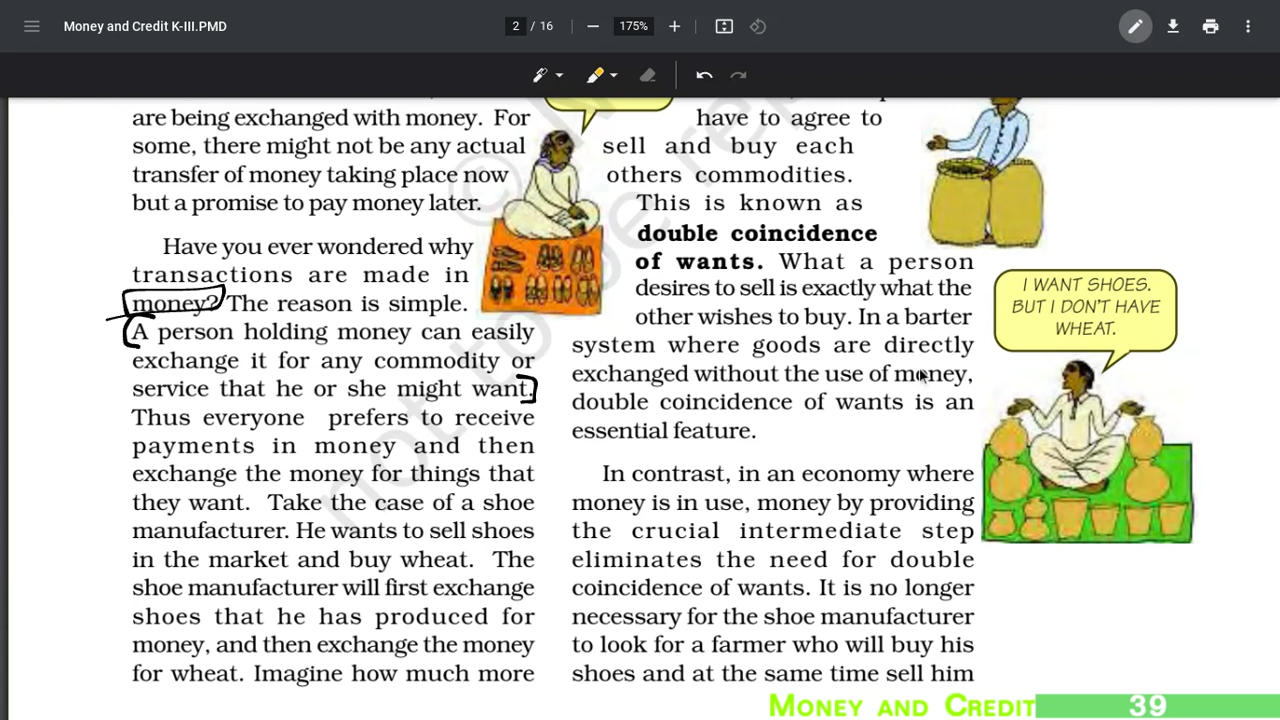 Money and Credit K-III.PMD
2 / 16
175%
are being exchanged with money. For
some, there might not be any actual
transfer of money taking place now
but a promise to pay money later.
Have you ever wondered why
transactions are made in
money? The reason is simple.
A person holding money can easily
exchange it for any commodity or
service that he or she might want.
Thus everyone prefers to receive
payments in money and then
exchange the money for things that
they want. Take the case of a shoe
manufacturer. He wants to sell shoes
in the market and buy wheat. The
shoe manufacturer will first exchange
shoes that he has produced for
money, and then exchange the money
for wheat. Imagine how much more
have to agree to
sell and buy each
others commodities.
This is known as
double coincidence
of wants. What a person
desires to sell is exactly what the
other wishes to buy. In a barter
system where goods are directly
exchanged without the use of money,
double coincidence of wants is an
essential feature.
In contrast, in an economy where
money is in use, money by providing
the crucial intermediate step
eliminates the need for double
coincidence of wants. It is no longer
necessary for the shoe manufacturer
to look for a farmer who will buy his
shoes and at the same time sell him
I WANT SHOES.
BUT I DON'T HAVE
WHEAT.
not to be rep
MONEY AND CREDIT
39